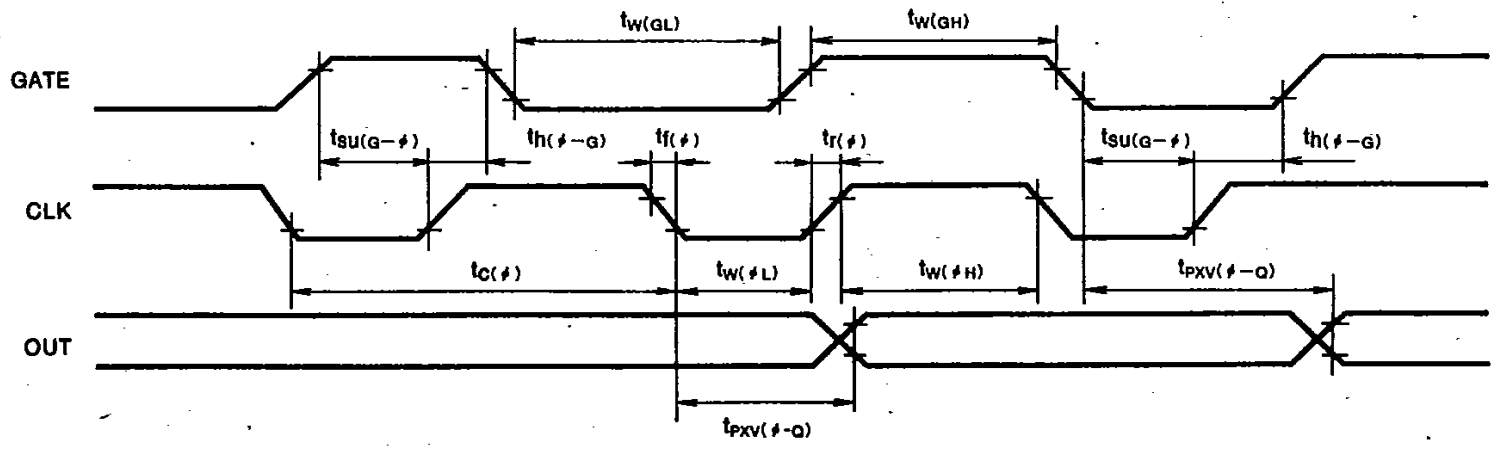 tW(GL) tW(GH)
GATE
tSU(G-ϕ) th(ϕ-G) tf(ϕ) tr(ϕ) tSU(G-ϕ) th(ϕ-G)
CLK
tC(ϕ) tW(ϕL) tW(ϕH) tPXV(ϕ-Q)
OUT
tPXV(ϕ-Q)